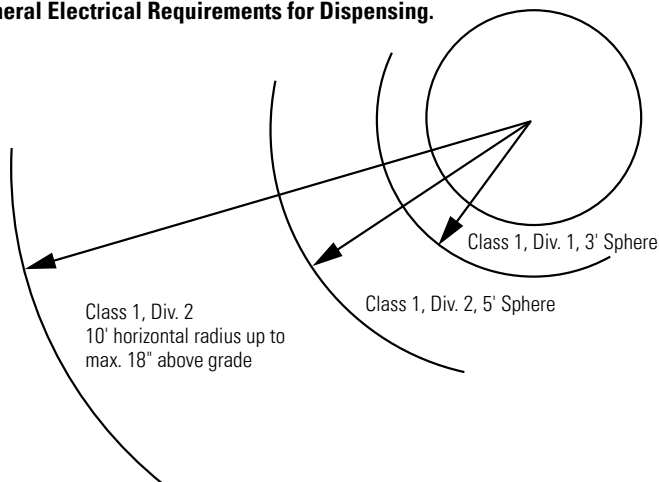 neral Electrical Requirements for Dispensing.
Class 1, Div. 1, 3' Sphere
Class 1, Div. 2, 5' Sphere
Class 1, Div. 2
10' horizontal radius up to
max. 18" above grade